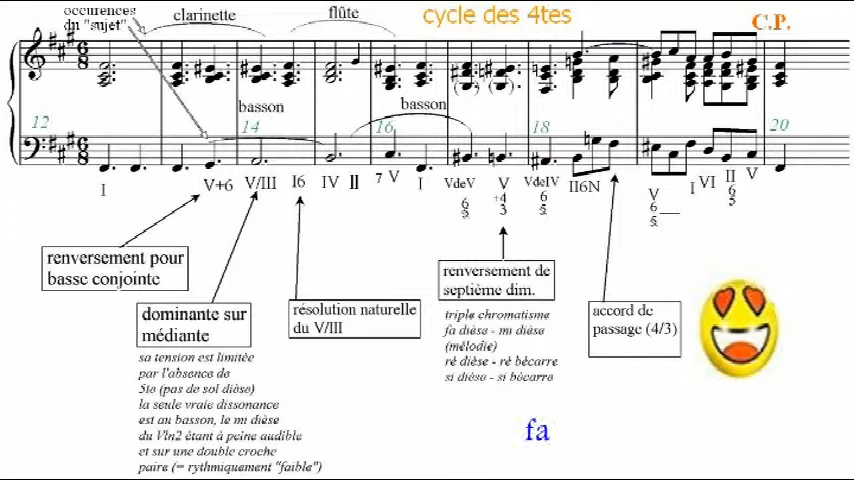 occurences
du "sujet"
clarinette
flûte
cycle des 4tes
C.P.
basson
basson
12
14
16
18
20
6
8
6
8
I
V+6
V/III
I6
IV
II
7 V
I
VdeV
6
5
V
+4
3
VdeIV
6
5
II6N
V
6
5
I
VI
II
6
5
renversement pour
basse conjointe
dominante sur
médiante
sa tension est limitée
par l'absence de
5te (pas de sol dièse)
la seule vraie dissonance
est au basson, le mi dièse
du Vln2 étant à peine audible
et sur une double croche
paire (= rythmiquement "faible")
résolution naturelle
du V/III
renversement de
septième dim.
triple chromatisme
fa dièse - mi dièse
(mélodie)
ré dièse - ré bécarre
si dièse - si bécarre
accord de
passage (4/3)
fa